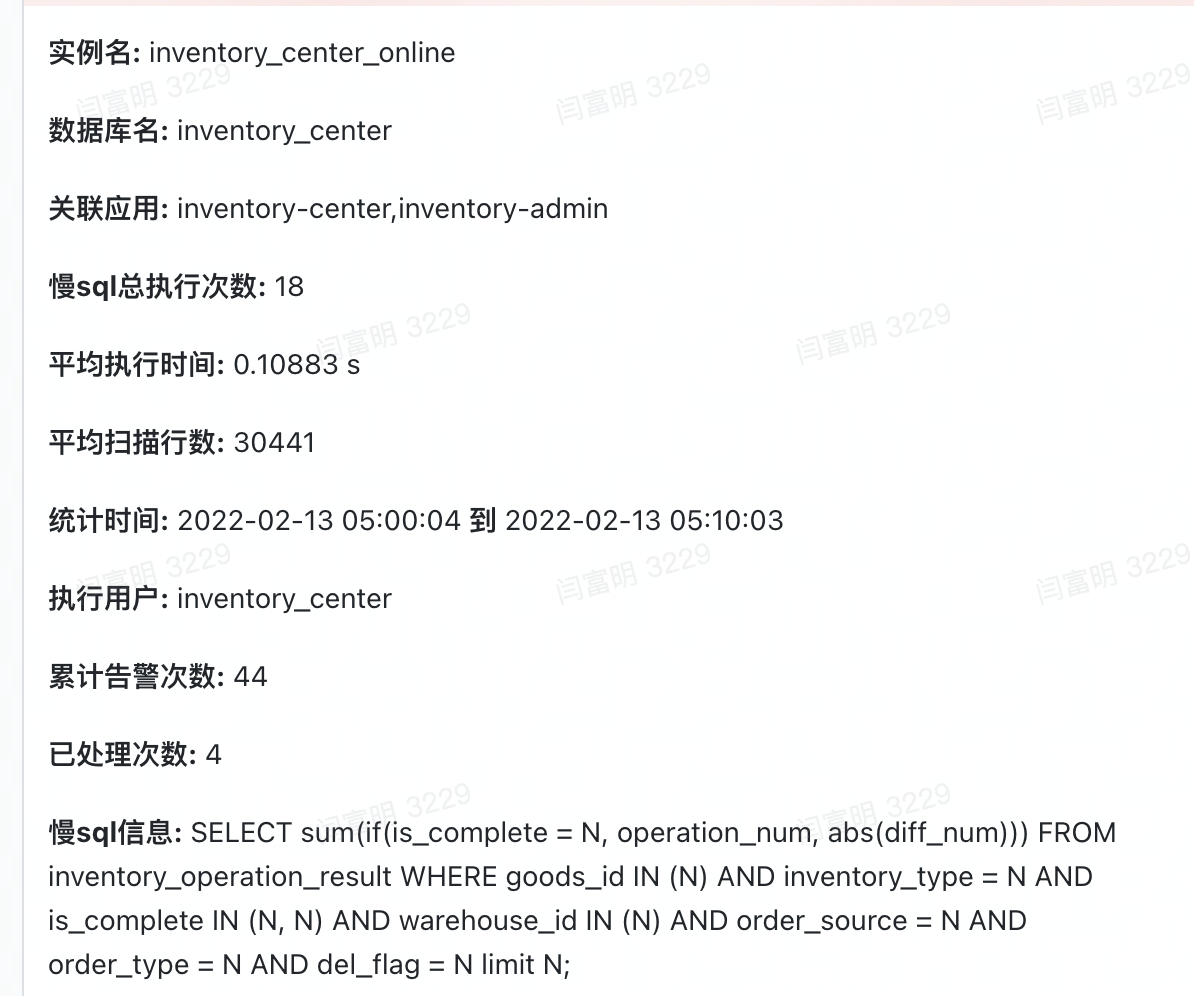 实例名: inventory_center_online
闫富明 3229 闫富明 3229 闫富明 3229
数据库名: inventory_center
关联应用: inventory-center,inventory-admin
慢sql总执行次数: 18
闫富明 3229 闫富明 3229
平均执行时间: 0.10883 s
平均扫描行数: 30441
统计时间: 2022-02-13 05:00:04 到 2022-02-13 05:10:03
闫富明 3229 闫富明 3229 闫富明 3229
执行用户: inventory_center
累计告警次数: 44
已处理次数: 4
闫富明 3229 闫富明 3229
慢sql信息: SELECT sum(if(is_complete = N, operation_num, abs(diff_num))) FROM
inventory_operation_result WHERE goods_id IN (N) AND inventory_type = N AND
is_complete IN (N, N) AND warehouse_id IN (N) AND order_source = N AND
order_type = N AND del_flag = N limit N;